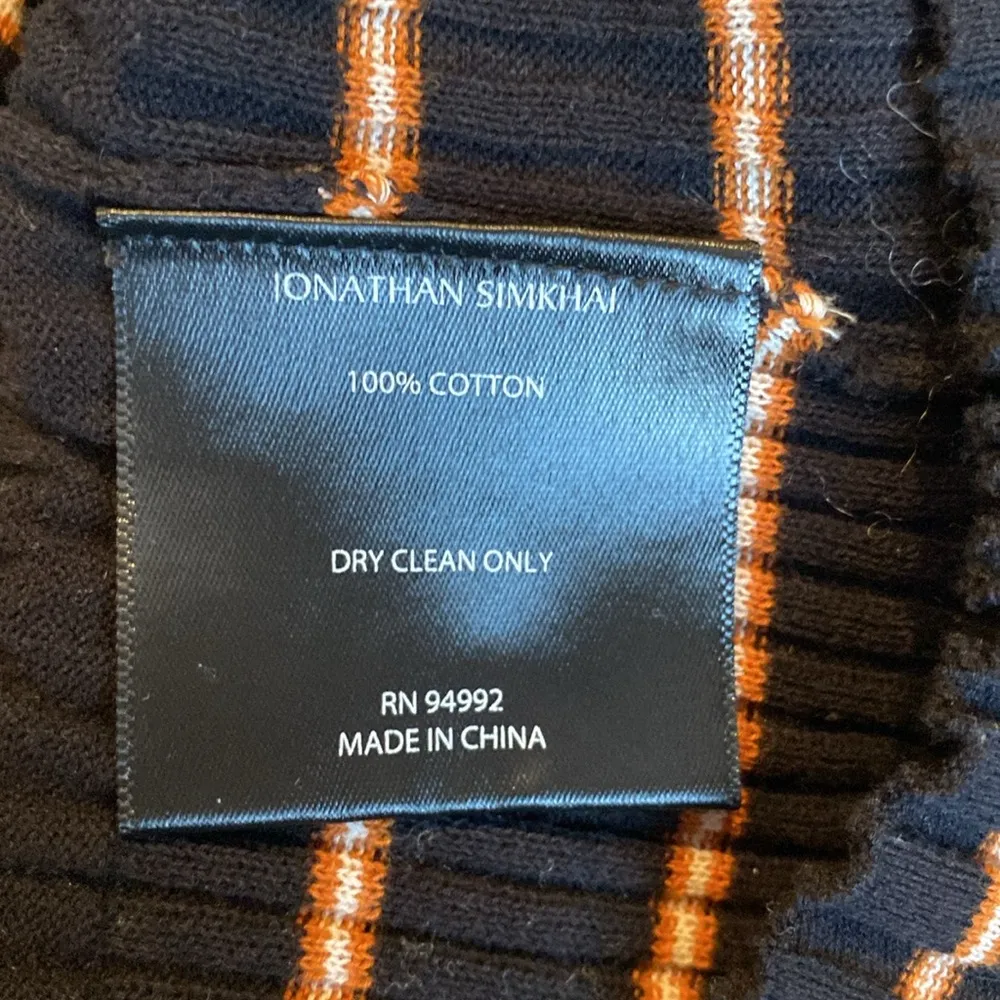 JONATHAN SIMKHAI
100% COTTON
DRY CLEAN ONLY
RN 94992
MADE IN CHINA